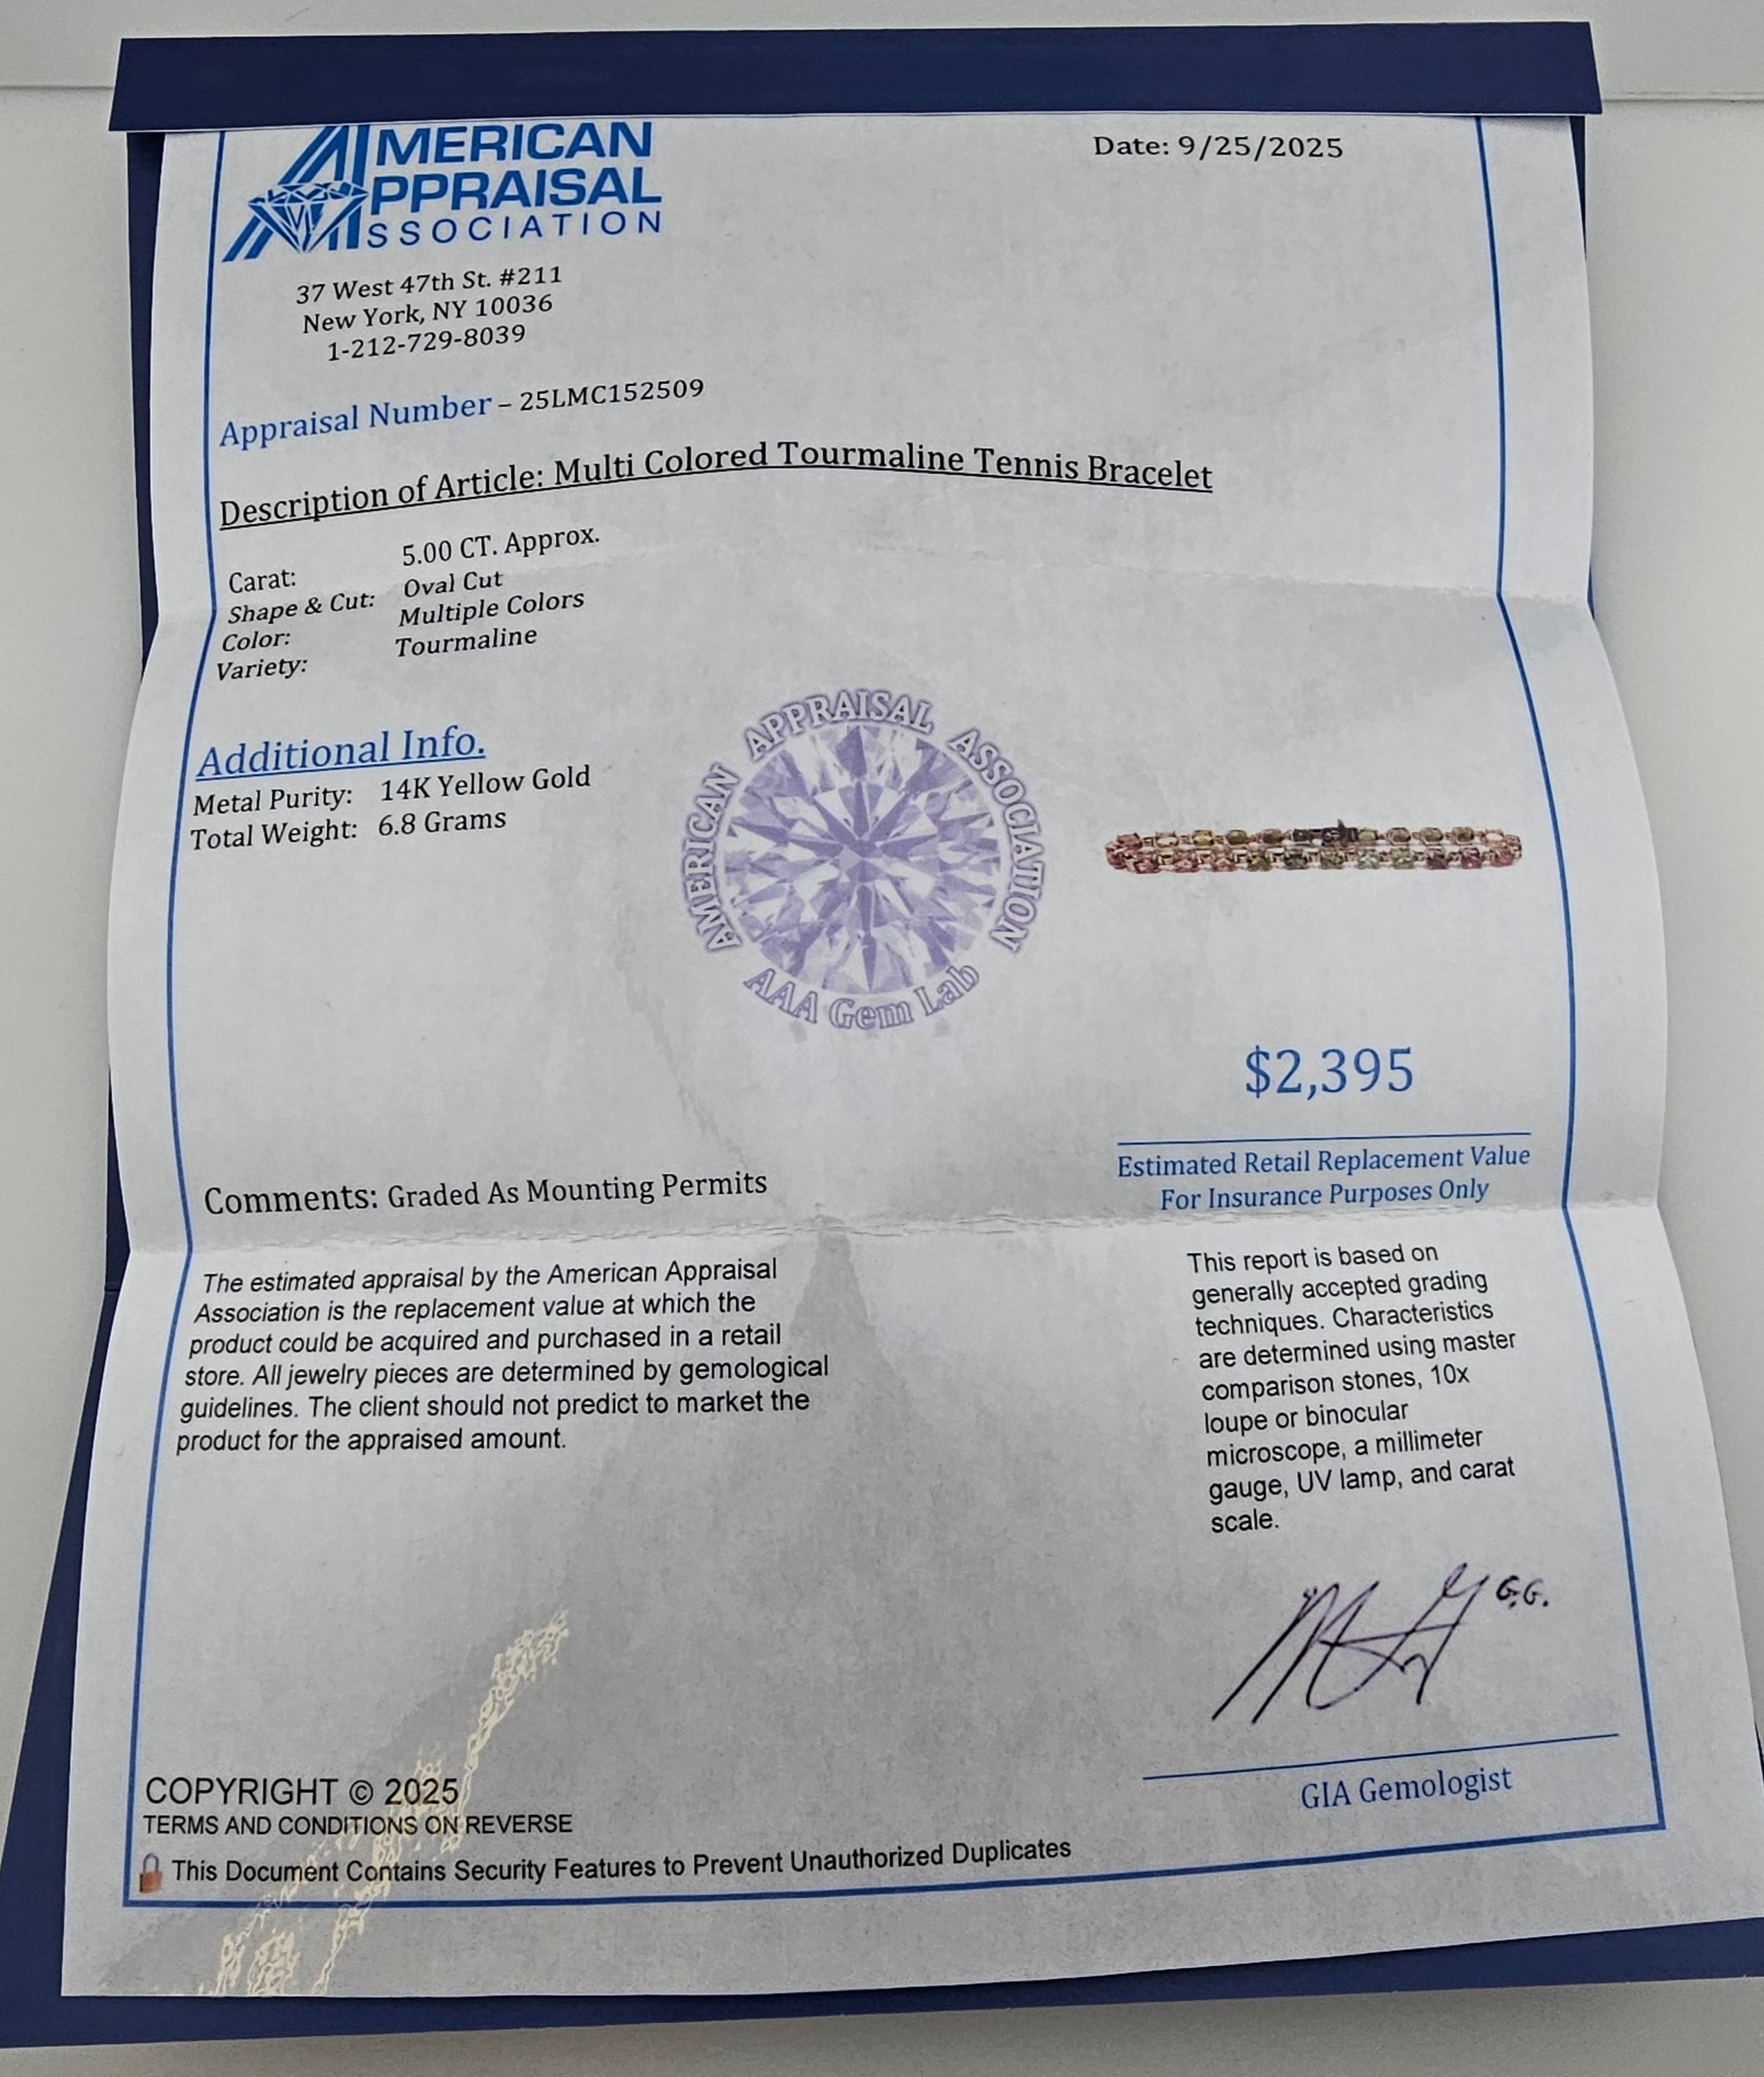 AMERICAN
APPRAISAL
ASSOCIATION
Date: 9/25/2025
37 West 47th St. #211
New York, NY 10036
1-212-729-8039
Appraisal Number – 25LMC152509
Description of Article: Multi Colored Tourmaline Tennis Bracelet
Carat: 5.00 CT. Approx.
Shape & Cut: Oval Cut
Color: Multiple Colors
Variety: Tourmaline
Additional Info.
Metal Purity: 14K Yellow Gold
Total Weight: 6.8 Grams
AMERICAN APPRAISAL ASSOCIATION
AAA Gem Lab
$2,395
Estimated Retail Replacement Value
For Insurance Purposes Only
Comments: Graded As Mounting Permits
The estimated appraisal by the American Appraisal
Association is the replacement value at which the
product could be acquired and purchased in a retail
store. All jewelry pieces are determined by gemological
guidelines. The client should not predict to market the
product for the appraised amount.
This report is based on
generally accepted grading
techniques. Characteristics
are determined using master
comparison stones, 10x
loupe or binocular
microscope, a millimeter
gauge, UV lamp, and carat
scale.
G.G.
GIA Gemologist
COPYRIGHT © 2025
TERMS AND CONDITIONS ON REVERSE
This Document Contains Security Features to Prevent Unauthorized Duplicates